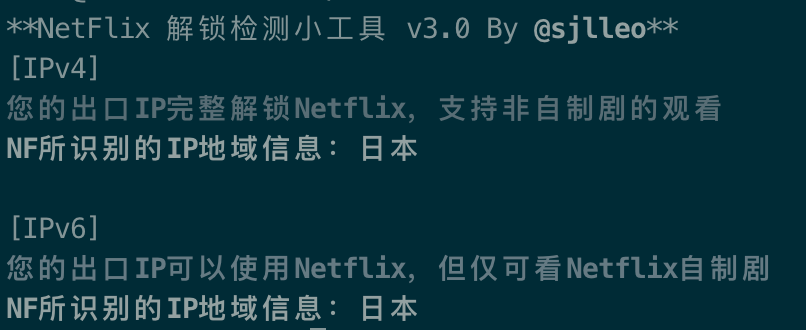 **NetFlix 解锁检测小工具 v3.0 By @sjlleo**
[IPv4]
您的出口IP完整解锁Netflix，支持非自制剧的观看
NF所识别的IP地域信息：日本
[IPv6]
您的出口IP可以使用Netflix，但仅可看Netflix自制剧
NF所识别的IP地域信息：日本